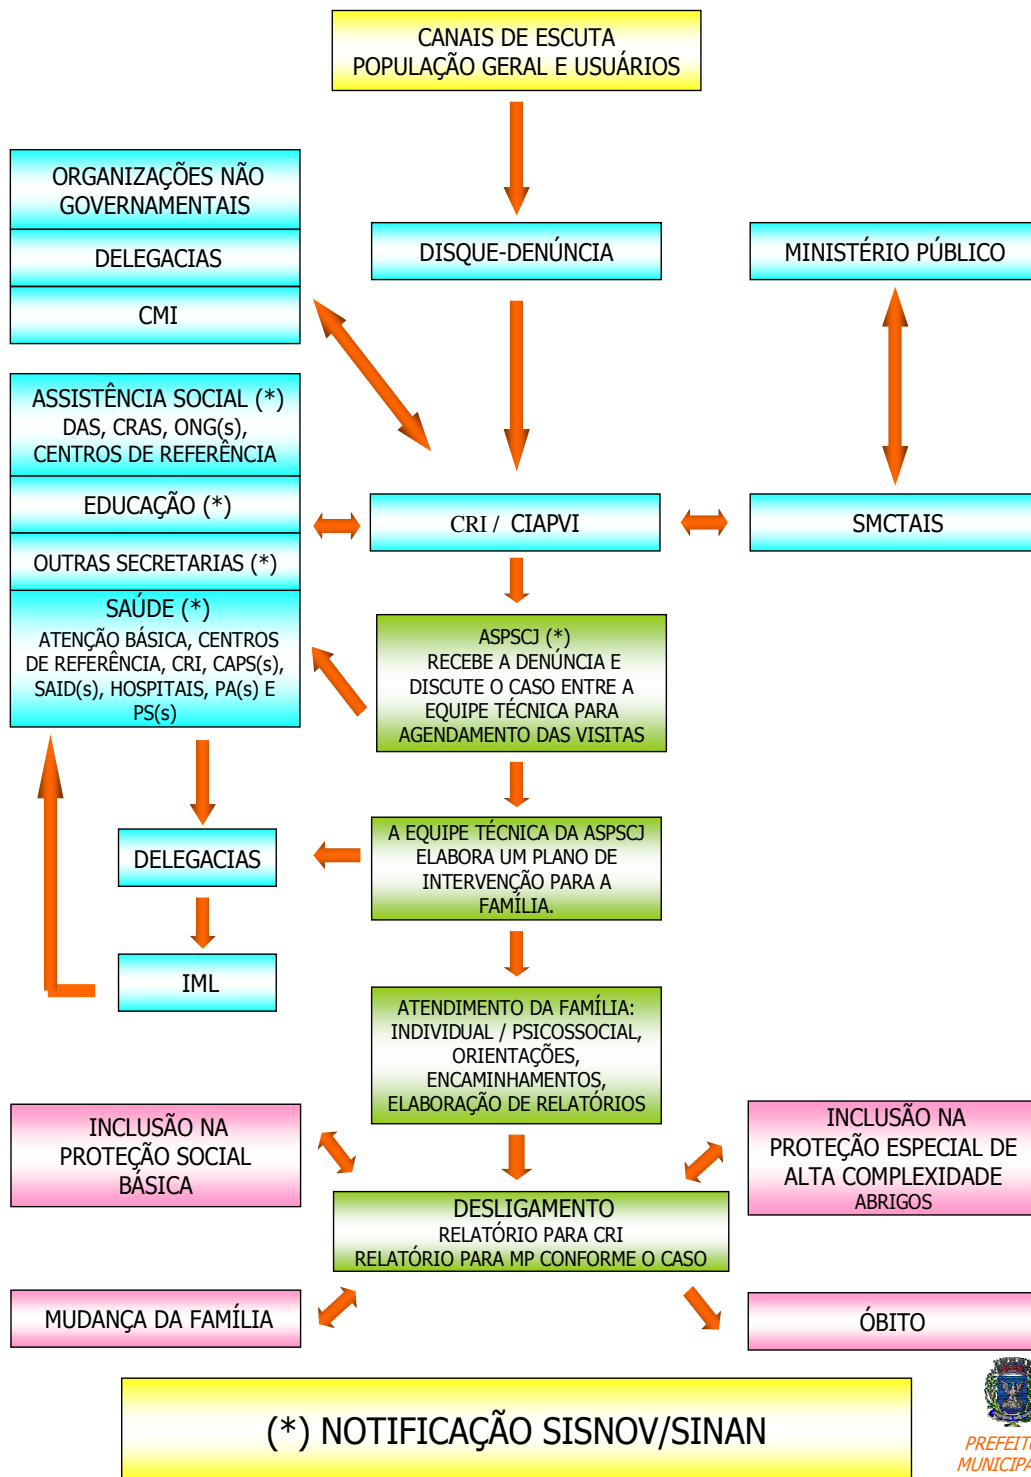 CANAIS DE ESCUTA
POPULAÇÃO GERAL E USUÁRIOS
ORGANIZAÇÕES NÃO
GOVERNAMENTAIS
DELEGACIAS
CMI
DISQUE-DENÚNCIA
MINISTÉRIO PÚBLICO
ASSISTÊNCIA SOCIAL (*)
DAS, CRAS, ONG(s),
CENTROS DE REFERÊNCIA
EDUCAÇÃO (*)
OUTRAS SECRETARIAS (*)
SAÚDE (*)
ATENÇÃO BÁSICA, CENTROS
DE REFERÊNCIA, CRI, CAPS(s),
SAID(s), HOSPITAIS, PA(s) E
PS(s)
CRI / CIAPVI
SMCTAIS
ASPSCJ (*)
RECEBE A DENÚNCIA E
DISCUTE O CASO ENTRE A
EQUIPE TÉCNICA PARA
AGENDAMENTO DAS VISITAS
DELEGACIAS
A EQUIPE TÉCNICA DA ASPSCJ
ELABORA UM PLANO DE
INTERVENÇÃO PARA A
FAMÍLIA.
IML
ATENDIMENTO DA FAMÍLIA:
INDIVIDUAL / PSICOSSOCIAL,
ORIENTAÇÕES,
ENCAMINHAMENTOS,
ELABORAÇÃO DE RELATÓRIOS
INCLUSÃO NA
PROTEÇÃO SOCIAL
BÁSICA
INCLUSÃO NA
PROTEÇÃO ESPECIAL DE
ALTA COMPLEXIDADE
ABRIGOS
DESLIGAMENTO
RELATÓRIO PARA CRI
RELATÓRIO PARA MP CONFORME O CASO
MUDANÇA DA FAMÍLIA
ÓBITO
(*) NOTIFICAÇÃO SISNOV/SINAN
PREFEIT
MUNICIPA